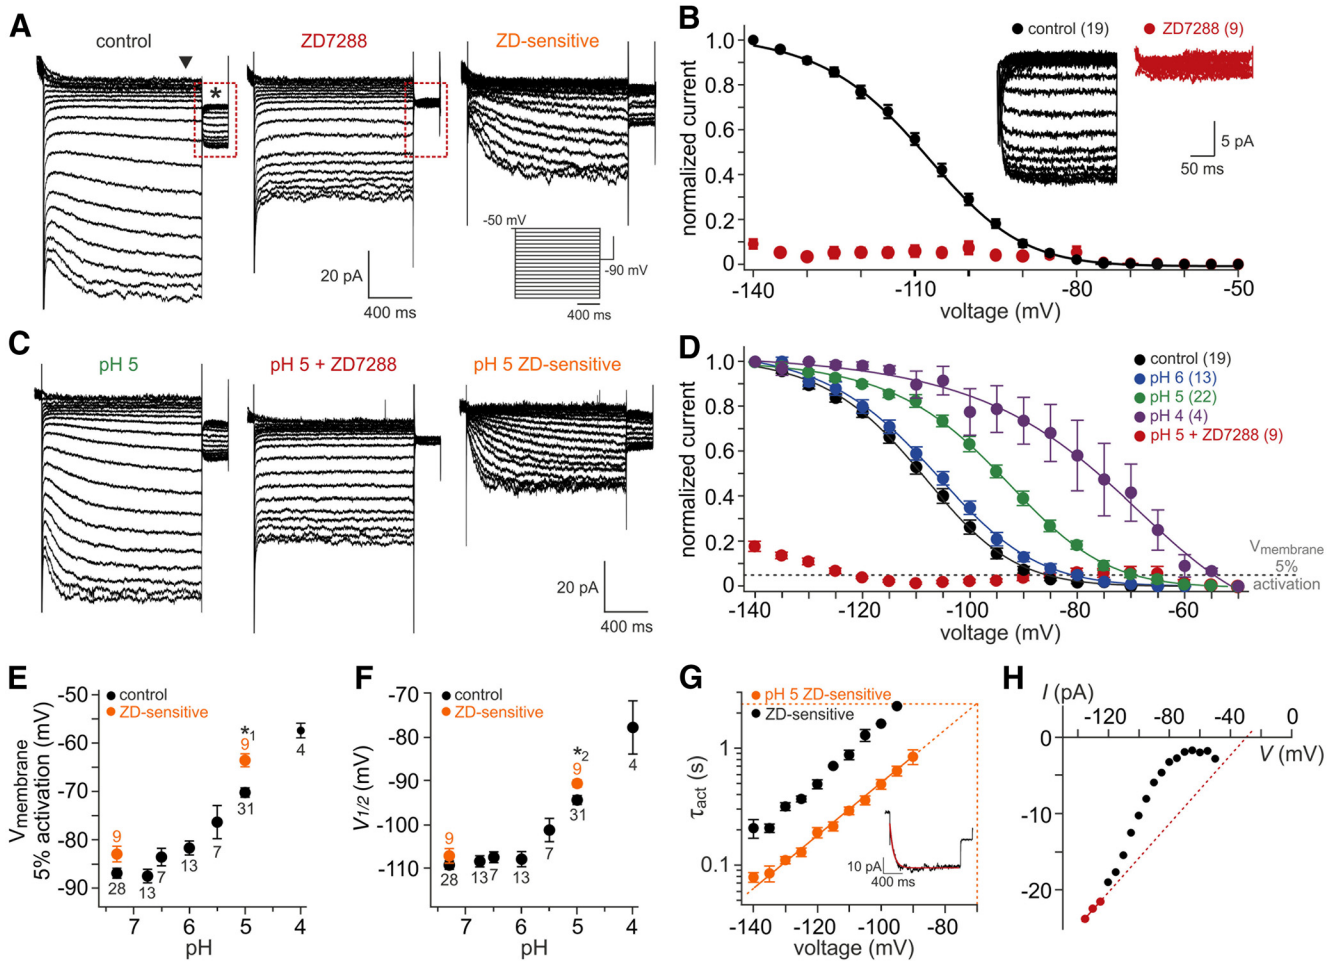 A
control
ZD7288
ZD-sensitive
*
-50 mV
-90 mV
400 ms
20 pA
400 ms
B
control (19)
ZD7288 (9)
normalized current
1.0
0.8
0.6
0.4
0.2
0
5 pA
50 ms
-140
-110
-80
-50
voltage (mV)
C
pH 5
pH 5 + ZD7288
pH 5 ZD-sensitive
20 pA
400 ms
D
control (19)
pH 6 (13)
pH 5 (22)
pH 4 (4)
pH 5 + ZD7288 (9)
normalized current
1.0
0.8
0.6
0.4
0.2
0
Vmembrane
5%
activation
-140
-120
-100
-80
-60
voltage (mV)
E
control
ZD-sensitive
Vmembrane
5% activation (mV)
-50
-60
-70
-80
-90
9
28
13
7
13
7
*1
9
31
4
7
6
5
4
pH
F
control
ZD-sensitive
V1/2 (mV)
-70
-80
-90
-100
-110
9
28
13
7
13
7
*2
9
31
4
7
6
5
4
pH
G
pH 5 ZD-sensitive
ZD-sensitive
τact (s)
1
0.1
10 pA
400 ms
-140
-120
-100
-80
voltage (mV)
H
I (pA)
-120
-80
-40
0
V (mV)
0
-10
-20